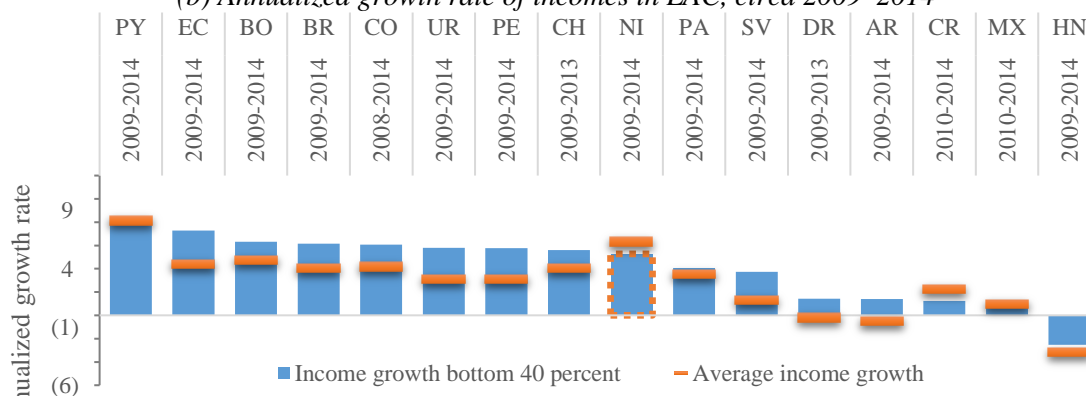 (b) Annualized growth rate of incomes in LAC, circa 2009-2014
PY EC BO BR CO UR PE CH NI PA SV DR AR CR MX HN
2009-2014 2009-2014 2009-2014 2009-2014 2008-2014 2009-2014 2009-2014 2009-2013 2009-2014 2009-2014 2009-2014 2009-2013 2009-2014 2010-2014 2010-2014 2009-2014
nualized growth rate
9
4
(1)
(6)
Income growth bottom 40 percent
Average income growth